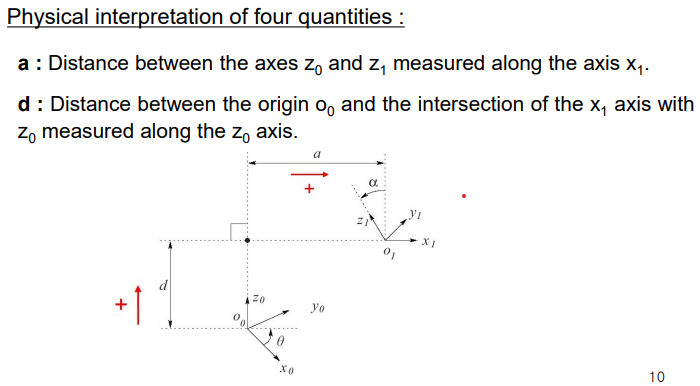 Physical interpretation of four quantities :
a : Distance between the axes z₀ and z₁ measured along the axis x₁.
d : Distance between the origin o₀ and the intersection of the x₁ axis with
z₀ measured along the z₀ axis.
a
+
α
z₁
y₁
x₁
o₁
d
+
z₀
y₀
o₀
θ
x₀
10